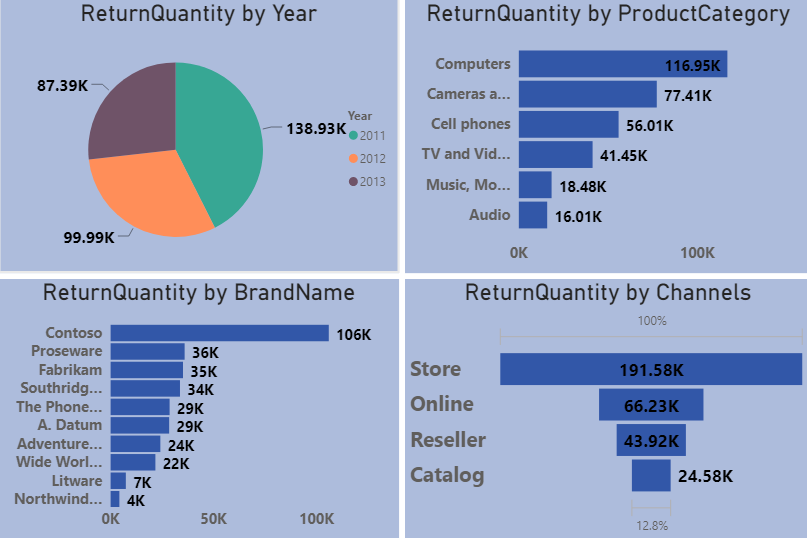 ReturnQuantity by Year
87.39K
138.93K
99.99K
Year
2011
2012
2013
ReturnQuantity by ProductCategory
Computers 116.95K
Cameras a... 77.41K
Cell phones 56.01K
TV and Vid... 41.45K
Music, Mo... 18.48K
Audio 16.01K
0K 100K
ReturnQuantity by BrandName
Contoso 106K
Proseware 36K
Fabrikam 35K
Southridg... 34K
The Phone... 29K
A. Datum 29K
Adventure... 24K
Wide Worl... 22K
Litware 7K
Northwind... 4K
0K 50K 100K
ReturnQuantity by Channels
100%
Store 191.58K
Online 66.23K
Reseller 43.92K
Catalog 24.58K
12.8%